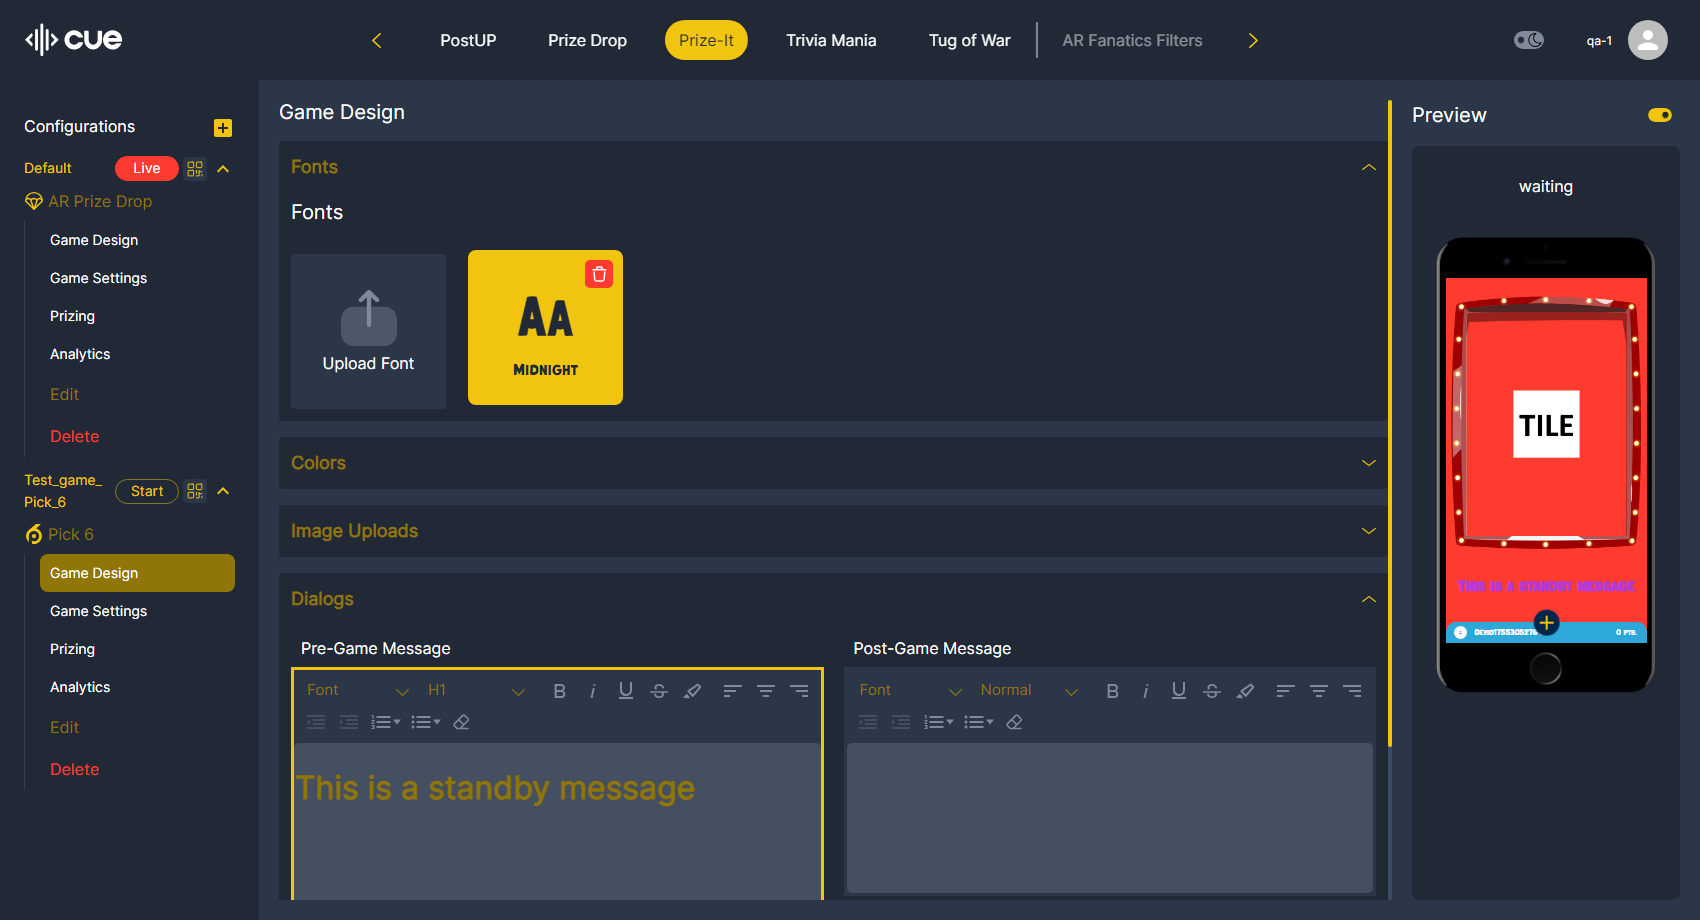 cue
PostUP
Prize Drop
Prize-It
Trivia Mania
Tug of War
AR Fanatics Filters
qa-1
Configurations
Default
Live
AR Prize Drop
Game Design
Game Settings
Prizing
Analytics
Edit
Delete
Test_game_
Pick_6
Start
Pick 6
Game Design
Game Settings
Prizing
Analytics
Edit
Delete
Game Design
Fonts
Fonts
Upload Font
AA
MIDNIGHT
Colors
Image Uploads
Dialogs
Pre-Game Message
Font
H1
This is a standby message
Post-Game Message
Font
Normal
Preview
waiting
TILE
THIS IS A STANDBY MESSAGE
0 PTS.